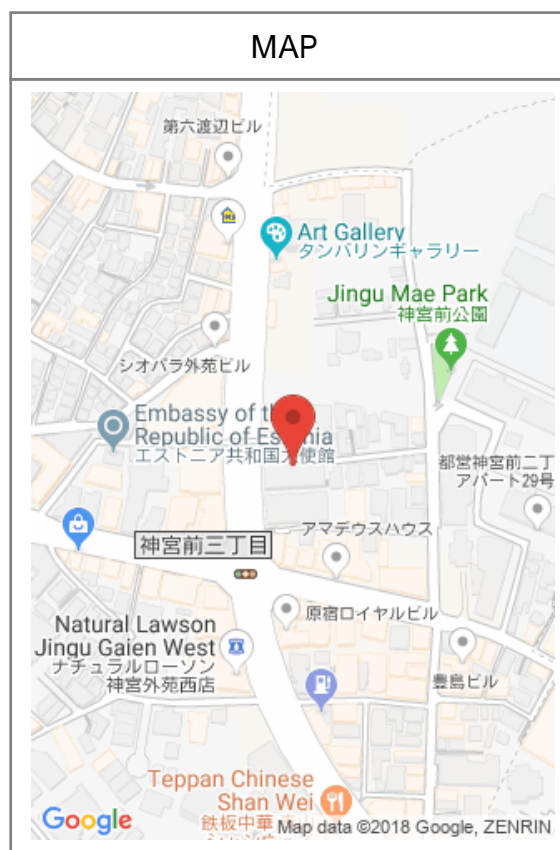 MAP
第六渡辺ビル
Art Gallery
タンバリンギャラリー
Jingu Mae Park
神宮前公園
シオバラ外苑ビル
Embassy of the
Republic of Estonia
エストニア共和国大使館
都営神宮前二丁
アパート29号
アマデウスハウス
神宮前三丁目
原宿ロイヤルビル
Natural Lawson
Jingu Gaien West
ナチュラルローソン
神宮外苑西店
豊島ビル
Teppan Chinese
Shan Wei
鉄板中華
Google
Map data ©2018 Google, ZENRIN